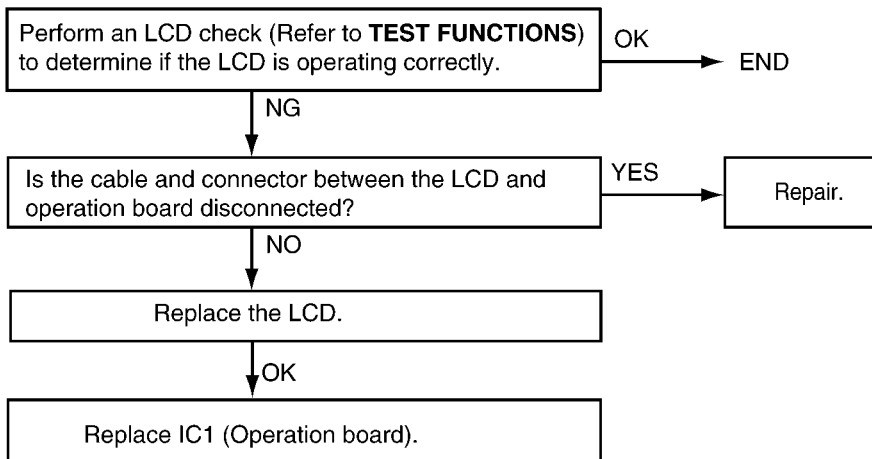 Perform an LCD check (Refer to TEST FUNCTIONS)
to determine if the LCD is operating correctly.
OK
END
NG
Is the cable and connector between the LCD and
operation board disconnected?
YES
Repair.
NO
Replace the LCD.
OK
Replace IC1 (Operation board).